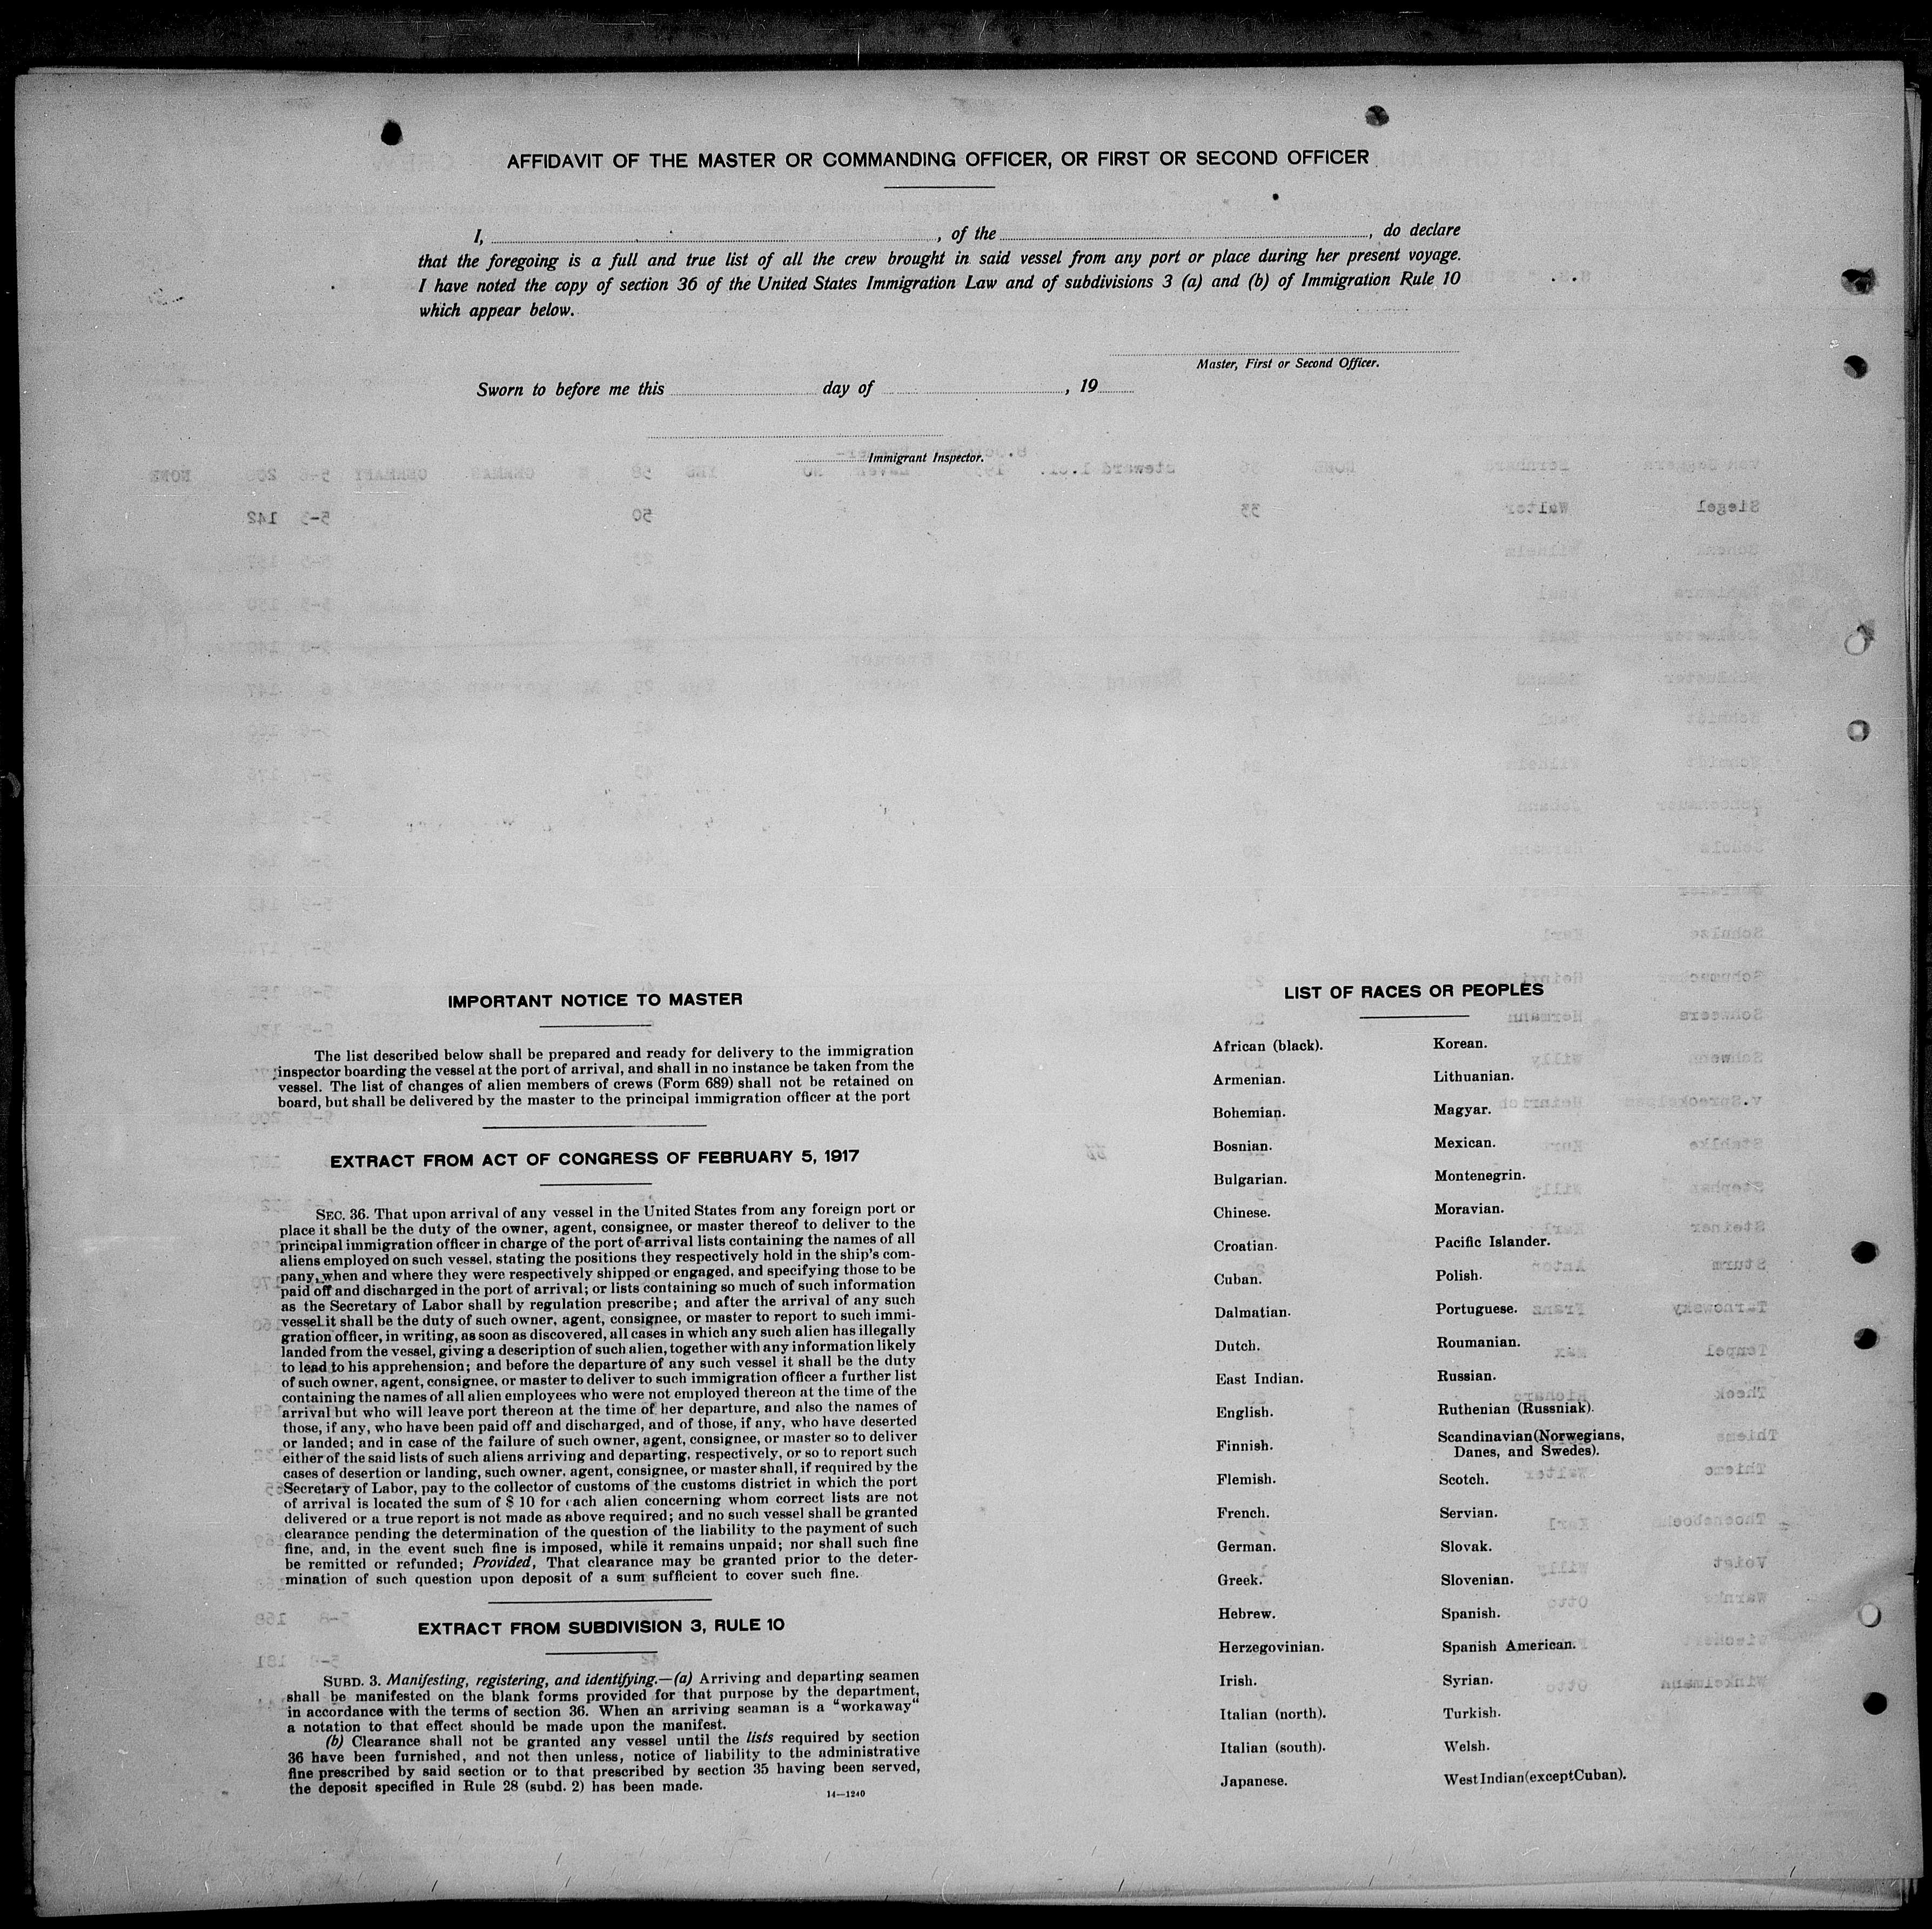 AFFIDAVIT OF THE MASTER OR COMMANDING OFFICER, OR FIRST OR SECOND OFFICER
I, , of the , do declare
that the foregoing is a full and true list of all the crew brought in said vessel from any port or place during her present voyage.
I have noted the copy of section 36 of the United States Immigration Law and of subdivisions 3 (a) and (b) of Immigration Rule 10
which appear below.
Master, First or Second Officer.
Sworn to before me this day of , 19
Immigrant Inspector.
IMPORTANT NOTICE TO MASTER
The list described below shall be prepared and ready for delivery to the immigration
inspector boarding the vessel at the port of arrival, and shall in no instance be taken from the
vessel. The list of changes of alien members of crews (Form 689) shall not be retained on
board, but shall be delivered by the master to the principal immigration officer at the port
EXTRACT FROM ACT OF CONGRESS OF FEBRUARY 5, 1917
SEC. 36. That upon arrival of any vessel in the United States from any foreign port or
place it shall be the duty of the owner, agent, consignee, or master thereof to deliver to the
principal immigration officer in charge of the port of arrival lists containing the names of all
aliens employed on such vessel, stating the positions they respectively hold in the ship's com-
pany, when and where they were respectively shipped or engaged, and specifying those to be
paid off and discharged in the port of arrival; or lists containing so much of such information
as the Secretary of Labor shall by regulation prescribe; and after the arrival of any such
vessel it shall be the duty of such owner, agent, consignee, or master to report to such immi-
gration officer, in writing, as soon as discovered, all cases in which any such alien has illegally
landed from the vessel, giving a description of such alien, together with any information likely
to lead to his apprehension; and before the departure of any such vessel it shall be the duty
of such owner, agent, consignee, or master to deliver to such immigration officer a further list
containing the names of all alien employees who were not employed thereon at the time of the
arrival but who will leave port thereon at the time of her departure, and also the names of
those, if any, who have been paid off and discharged, and of those, if any, who have deserted
or landed; and in case of the failure of such owner, agent, consignee, or master so to deliver
either of the said lists of such aliens arriving and departing, respectively, or so to report such
cases of desertion or landing, such owner, agent, consignee, or master shall, if required by the
Secretary of Labor, pay to the collector of customs of the customs district in which the port
of arrival is located the sum of $ 10 for each alien concerning whom correct lists are not
delivered or a true report is not made as above required; and no such vessel shall be granted
clearance pending the determination of the question of the liability to the payment of such
fine, and, in the event such fine is imposed, while it remains unpaid; nor shall such fine
be remitted or refunded; Provided, That clearance may be granted prior to the deter-
mination of such question upon deposit of a sum sufficient to cover such fine.
EXTRACT FROM SUBDIVISION 3, RULE 10
SUBD. 3. Manifesting, registering, and identifying.—(a) Arriving and departing seamen
shall be manifested on the blank forms provided for that purpose by the department,
in accordance with the terms of section 36. When an arriving seaman is a "workaway"
a notation to that effect should be made upon the manifest.
(b) Clearance shall not be granted any vessel until the lists required by section
36 have been furnished, and not then unless, notice of liability to the administrative
fine prescribed by said section or to that prescribed by section 35 having been served,
the deposit specified in Rule 28 (subd. 2) has been made.
14—1240
LIST OF RACES OR PEOPLES
African (black).
Armenian.
Bohemian.
Bosnian.
Bulgarian.
Chinese.
Croatian.
Cuban.
Dalmatian.
Dutch.
East Indian.
English.
Finnish.
Flemish.
French.
German.
Greek.
Hebrew.
Herzegovinian.
Irish.
Italian (north).
Italian (south).
Japanese.
Korean.
Lithuanian.
Magyar.
Mexican.
Montenegrin.
Moravian.
Pacific Islander.
Polish.
Portuguese.
Roumanian.
Russian.
Ruthenian (Russniak).
Scandinavian (Norwegians,
Danes, and Swedes).
Scotch.
Servian.
Slovak.
Slovenian.
Spanish.
Spanish American.
Syrian.
Turkish.
Welsh.
West Indian (except Cuban).